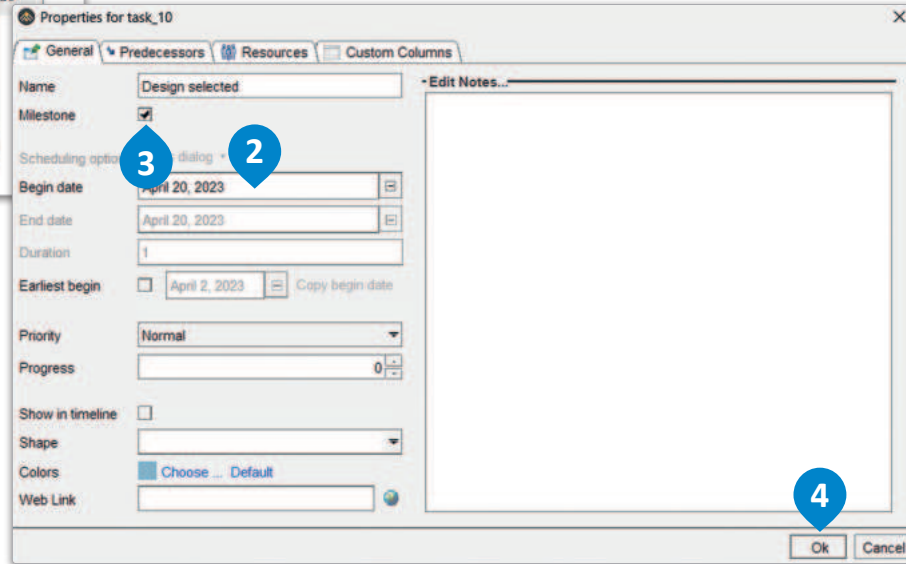 Properties for task_10
General Predecessors Resources Custom Columns
Name Design selected
Edit Notes...
Milestone
3
2
Scheduling optio dialog
Begin date April 20, 2023
End date April 20, 2023
Duration 1
Earliest begin April 2, 2023 Copy begin date
Priority Normal
Progress 0
Show in timeline
Shape
Colors Choose ... Default
Web Link
4
Ok Cancel